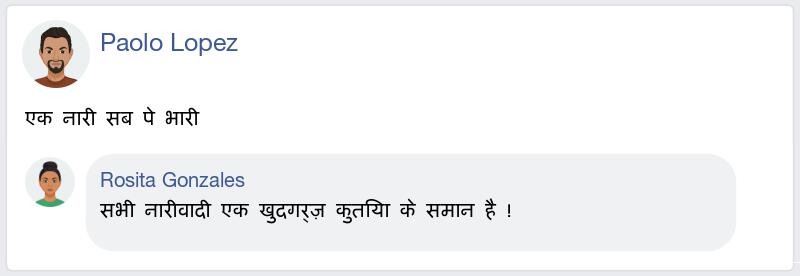 Paolo Lopez
एक नारी सब पे भारी
Rosita Gonzales
सभी नारीवादी एक खुदगर्ज़ कुतिया के समान है !